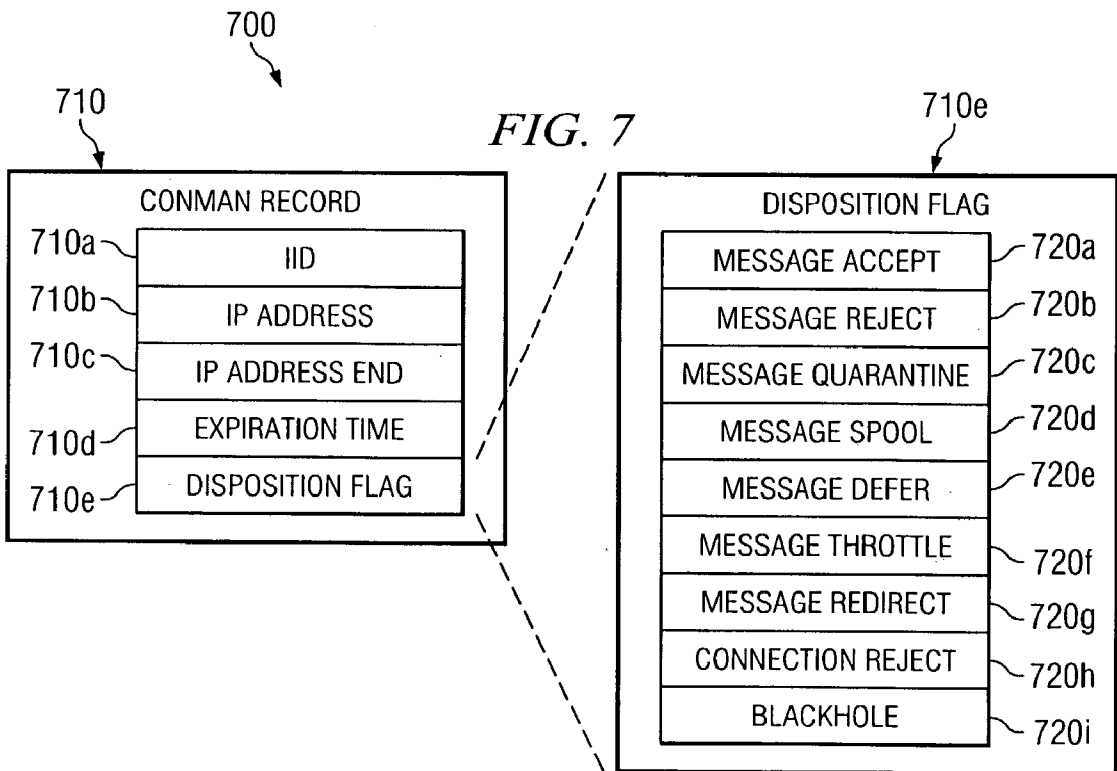 700
710
FIG. 7
710e
CONMAN RECORD
710a
IID
710b
IP ADDRESS
710c
IP ADDRESS END
710d
EXPIRATION TIME
710e
DISPOSITION FLAG
DISPOSITION FLAG
MESSAGE ACCEPT
720a
MESSAGE REJECT
720b
MESSAGE QUARANTINE
720c
MESSAGE SPOOL
720d
MESSAGE DEFER
720e
MESSAGE THROTTLE
720f
MESSAGE REDIRECT
720g
CONNECTION REJECT
720h
BLACKHOLE
720i